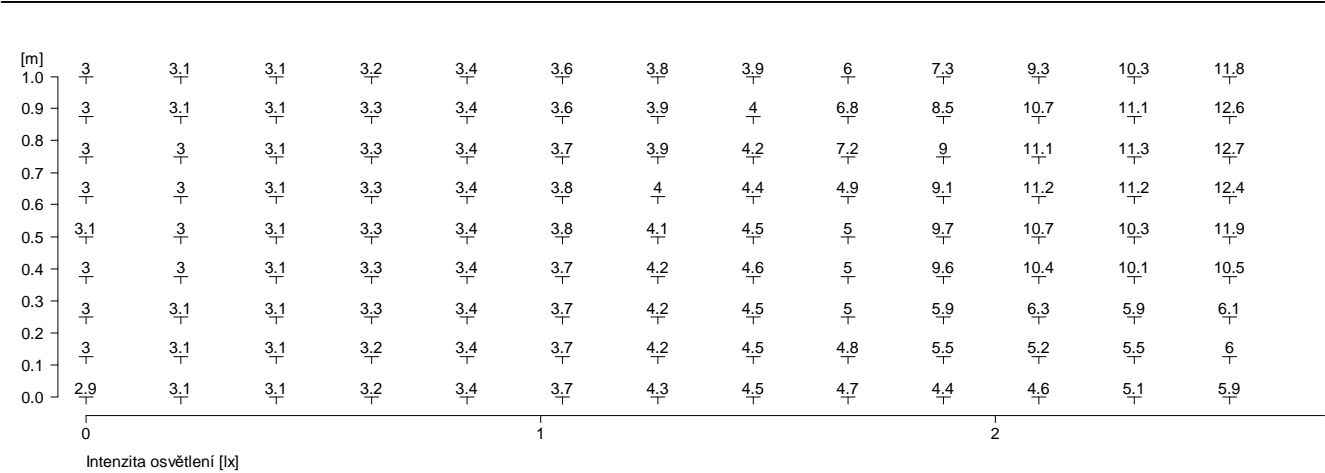 [m]
1.0 3 3.1 3.1 3.2 3.4 3.6 3.8 3.9 6 7.3 9.3 10.3 11.8
0.9 3 3.1 3.1 3.3 3.4 3.6 3.9 4 6.8 8.5 10.7 11.1 12.6
0.8 3 3 3.1 3.3 3.4 3.7 3.9 4.2 7.2 9 11.1 11.3 12.7
0.7
0.6 3 3 3.1 3.3 3.4 3.8 4 4.4 4.9 9.1 11.2 11.2 12.4
0.5 3.1 3 3.1 3.3 3.4 3.8 4.1 4.5 5 9.7 10.7 10.3 11.9
0.4 3 3 3.1 3.3 3.4 3.7 4.2 4.6 5 9.6 10.4 10.1 10.5
0.3 3 3.1 3.1 3.3 3.4 3.7 4.2 4.5 5 5.9 6.3 5.9 6.1
0.2
0.1 3 3.1 3.1 3.2 3.4 3.7 4.2 4.5 4.8 5.5 5.2 5.5 6
0.0 2.9 3.1 3.1 3.2 3.4 3.7 4.3 4.5 4.7 4.4 4.6 5.1 5.9
0 1 2
Intenzita osvětlení [lx]